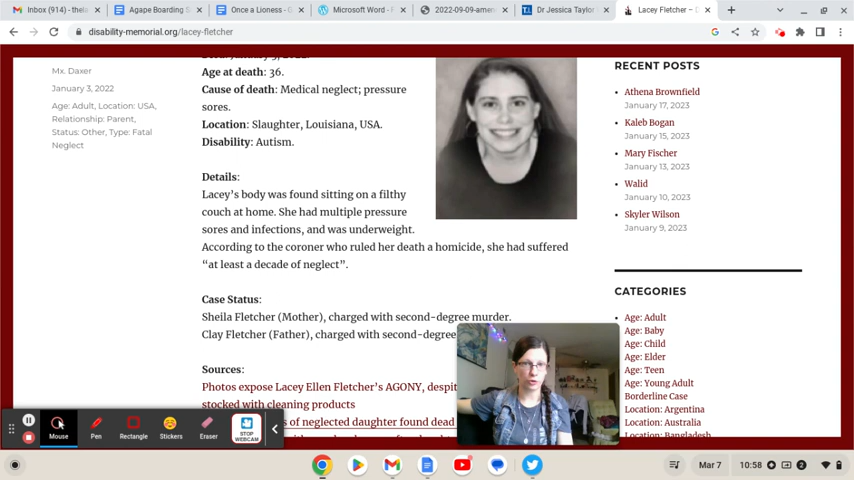 Inbox (914) - thela
Agape Boarding S
Once a Lioness - G
Microsoft Word - F
2022-09-09-amen
Dr Jessica Taylor
Lacey Fletcher – D
disability-memorial.org/lacey-fletcher
Mx. Daxer
January 3, 2022
Age: Adult, Location: USA,
Relationship: Parent,
Status: Other, Type: Fatal
Neglect
Age at death: 36.
Cause of death: Medical neglect; pressure
sores.
Location: Slaughter, Louisiana, USA.
Disability: Autism.
Details:
Lacey's body was found sitting on a filthy
couch at home. She had multiple pressure
sores and infections, and was underweight.
According to the coroner who ruled her death a homicide, she had suffered
“at least a decade of neglect”.
Case Status:
Sheila Fletcher (Mother), charged with second-degree murder.
Clay Fletcher (Father), charged with second-degree
Sources:
Photos expose Lacey Ellen Fletcher's AGONY, despit
stocked with cleaning products
s of neglected daughter found dead
RECENT POSTS
Athena Brownfield
January 17, 2023
Kaleb Bogan
January 15, 2023
Mary Fischer
January 13, 2023
Walid
January 10, 2023
Skyler Wilson
January 9, 2023
CATEGORIES
Age: Adult
Age: Baby
Age: Child
Age: Elder
Age: Teen
Age: Young Adult
Borderline Case
Location: Argentina
Location: Australia
Location: Bangladesh
Mouse
Pen
Rectangle
Stickers
Eraser
STOP
WEBCAM
Mar 7
10:58
2